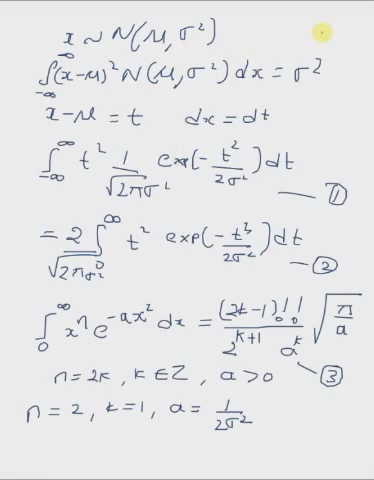 x ~ N(μ, σ²)
∫_{-∞}^{∞} (x-μ)² N(μ, σ²) dx = σ²
x-μ = t dx = dt
∫_{-∞}^{∞} t² 1/√(2πσ²) exp(-t²/2σ²) dt — ①
= 2/√(2πσ²) ∫_0^∞ t² exp(-t²/2σ²) dt — ②
∫_0^∞ x^n e^{-ax²} dx = (2k-1)!!/(2^{k+1} a^k) √(π/a) — ③
n=2k, k∈Z, a>0
n=2, k=1, a= 1/2σ²